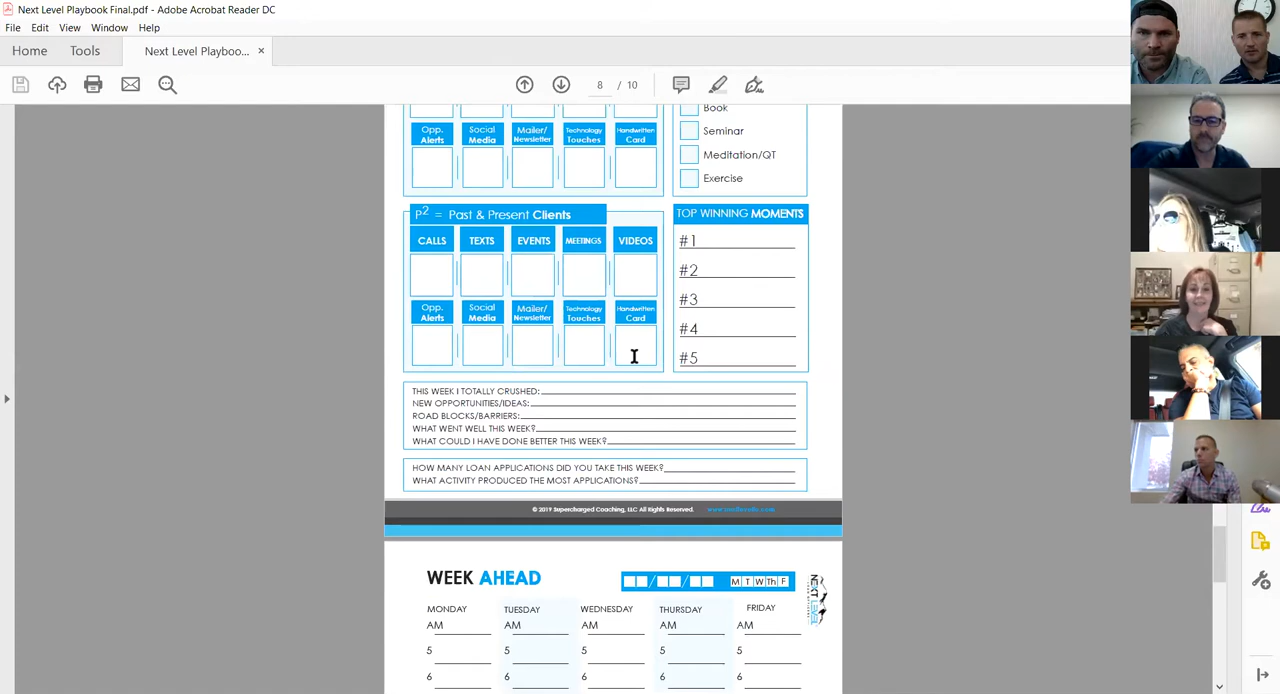 Next Level Playbook Final.pdf - Adobe Acrobat Reader DC
File Edit View Window Help
Home Tools Next Level Playboo... ×
8 / 10
Book
Opp. Alerts Social Media Mailer/ Newsletter Technology Touches Handwritten Card
Seminar
Meditation/QT
Exercise
P2 = Past & Present Clients
TOP WINNING MOMENTS
CALLS TEXTS EVENTS MEETINGS VIDEOS
#1
#2
#3
Opp. Alerts Social Media Mailer/ Newsletter Technology Touches Handwritten Card
#4
#5
THIS WEEK I TOTALLY CRUSHED:
NEW OPPORTUNITIES/IDEAS:
ROAD BLOCKS/BARRIERS:
WHAT WENT WELL THIS WEEK?
WHAT COULD I HAVE DONE BETTER THIS WEEK?
HOW MANY LOAN APPLICATIONS DID YOU TAKE THIS WEEK?
WHAT ACTIVITY PRODUCED THE MOST APPLICATIONS?
© 2019 Supercharged Coaching, LLC All Rights Reserved.
WEEK AHEAD
M T W Th F
NEXT LEVEL
MONDAY TUESDAY WEDNESDAY THURSDAY FRIDAY
AM AM AM AM AM
5 5 5 5 5
6 6 6 6 6